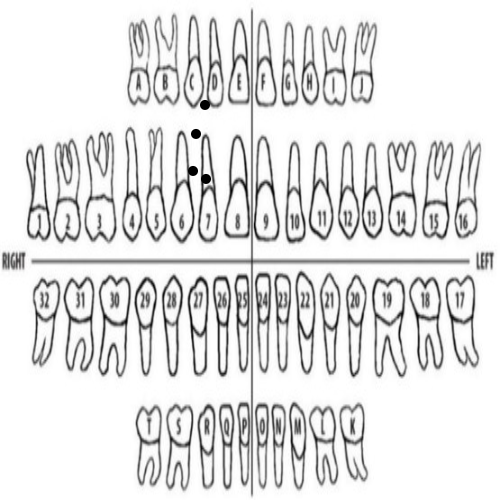 A B C D E F G H I J
1 2 3 4 5 6 7 8 9 10 11 12 13 14 15 16
RIGHT LEFT
32 31 30 29 28 27 26 25 24 23 22 21 20 19 18 17
T S R Q P O N M L K